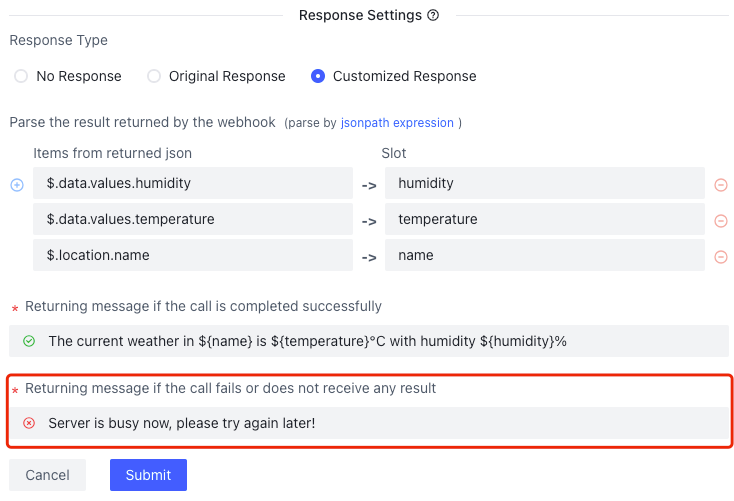 Response Settings
Response Type
No Response Original Response Customized Response
Parse the result returned by the webhook (parse by jsonpath expression )
Items from returned json Slot
$.data.values.humidity -> humidity
$.data.values.temperature -> temperature
$.location.name -> name
* Returning message if the call is completed successfully
The current weather in ${name} is ${temperature}°C with humidity ${humidity}%
* Returning message if the call fails or does not receive any result
Server is busy now, please try again later!
Cancel Submit